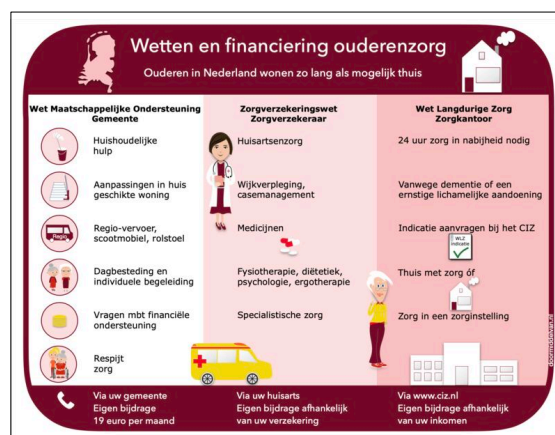 Wetten en financiering ouderenzorg
Ouderen in Nederland wonen zo lang als mogelijk thuis
Wet Maatschappelijke Ondersteuning
Gemeente
Huishoudelijke
hulp
Aanpassingen in huis
geschikte woning
Regio
Regio-vervoer,
scootmobiel, rolstoel
Dagbesteding en
individuele begeleiding
Vragen mbt financiële
ondersteuning
Respijt
zorg
Zorgverzekeringswet
Zorgverzekeraar
Huisartsenzorg
Wijkverpleging,
casemanagement
Medicijnen
Fysiotherapie, diëtetiek,
psychologie, ergotherapie
Specialistische zorg
Wet Langdurige Zorg
Zorgkantoor
24 uur zorg in nabijheid nodig
Vanwege dementie of een
ernstige lichamelijke aandoening
Indicatie aanvragen bij het CIZ
WLZ
indicatie
Thuis met zorg óf
Zorg in een zorginstelling
Via uw gemeente
Eigen bijdrage
19 euro per maand
Via uw huisarts
Eigen bijdrage afhankelijk
van uw verzekering
Via www.ciz.nl
Eigen bijdrage afhankelijk
van uw inkomen